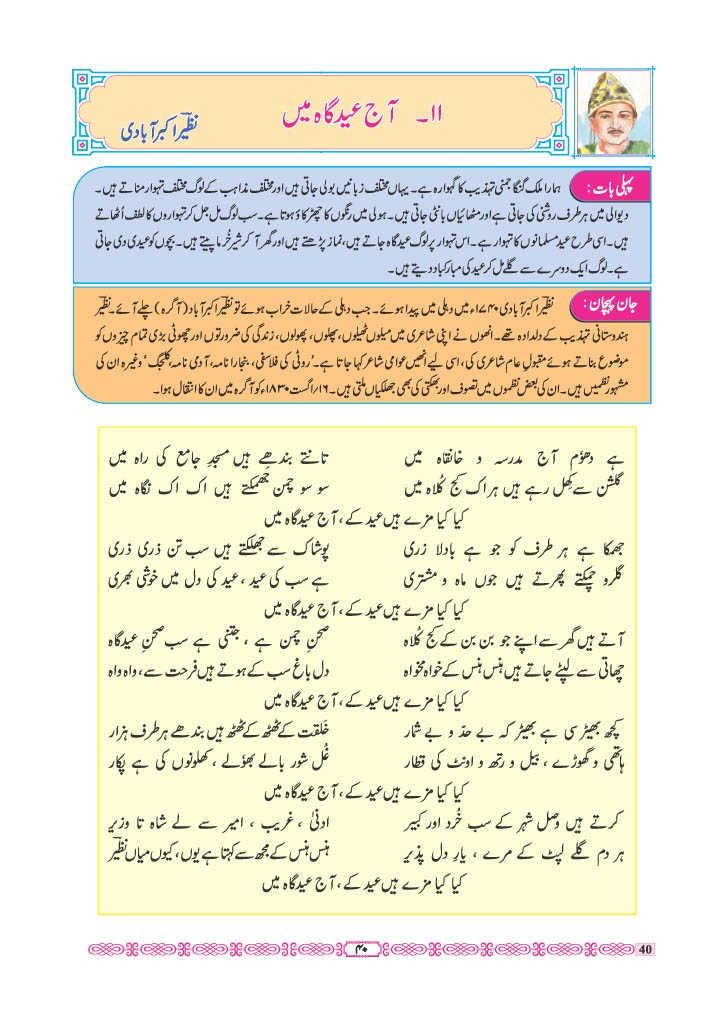 ۱۱۔ آج عیدگاہ میں
نظیرؔ اکبرآبادی
پہلی بات : ہمارا ملک گنگا جمنی تہذیب کا گہوارہ ہے۔ یہاں مختلف زبانیں بولی جاتی ہیں اور مختلف مذاہب کے لوگ مختلف تہوار مناتے ہیں۔
دیوالی میں ہر طرف روشنی کی جاتی ہے اور مٹھائیاں بانٹی جاتی ہیں۔ ہولی میں رنگوں کا چھڑکاؤ ہوتا ہے۔ سب لوگ مل جل کر تہواروں کا لطف اُٹھاتے
ہیں۔ اسی طرح عید مسلمانوں کا تہوار ہے۔ اس تہوار پر لوگ عیدگاہ جاتے ہیں، نماز پڑھتے ہیں اور گھر آکر شیر خُرما پیتے ہیں۔ بچوں کو عیدی دی جاتی
ہے۔ لوگ ایک دوسرے سے گلے مل کر عید کی مبارکباد دیتے ہیں۔
جان پہچان : نظیرؔ اکبرآبادی ۱۷۴۰ء میں دہلی میں پیدا ہوئے۔ جب دہلی کے حالات خراب ہوئے تو نظیرؔ اکبرآباد (آگرہ) چلے آئے۔ نظیرؔ
ہندوستانی تہذیب کے دلدادہ تھے۔ انھوں نے اپنی شاعری میں میلوں ٹھیلوں، پھلوں، پھولوں، زندگی کی ضرورتوں اور چھوٹی بڑی تمام چیزوں کو
موضوع بناتے ہوئے مقبولِ عام شاعری کی، اسی لیے انھیں عوامی شاعر کہا جاتا ہے۔ ’روٹی کی فلاسفی، بنجارا نامہ، آدمی نامہ، کلجگ‘ وغیرہ ان کی
مشہور نظمیں ہیں۔ ان کی بعض نظموں میں تصوف اور بھکتی کی بھی جھلکیاں ملتی ہیں۔ ۱۶؍اگست ۱۸۳۰ء کو آگرہ میں ان کا انتقال ہوا۔
ہے دھوٗم آج مدرسہ و خانقاہ میں تانتے بندھے ہیں مسجدِ جامع کی راہ میں
گلشن سے کِھل رہے ہیں ہر اک کج کُلاہ میں سو سو چمن جھمکتے ہیں اک اک نگاہ میں
کیا کیا مزے ہیں عید کے، آج عیدگاہ میں
جھمکا ہے ہر طرف کو جو ہے بادلا زری پوشاک سے جھلکتے ہیں سب تن ذری ذری
گلرو چمکتے پھرتے ہیں جوں ماہ و مشتری ہے سب کی عید، عید کی دل میں خوشی بھری
کیا کیا مزے ہیں عید کے، آج عیدگاہ میں
آتے ہیں گھر سے اپنے جو بن بن کے کج کُلاہ صحنِ چمن ہے، جتنی ہے سب صحنِ عیدگاہ
چھاتی سے لپٹے جاتے ہیں ہنس ہنس کے خواہ مخواہ دل باغ سب کے ہوتے ہیں فرحت سے، واہ واہ
کیا کیا مزے ہیں عید کے، آج عیدگاہ میں
کچھ بھیڑ سی ہے بھیڑ کہ بے حدّ و بے شمار خَلقت کے ٹھٹھ کے ٹھٹھ ہیں بندھے ہر طرف ہزار
ہاتھی و گھوڑے، بیل و رتھ و اونٹ کی قطار غُل شور بالے بھوٗلے، کھلونوں کی ہے پکار
کیا کیا مزے ہیں عید کے، آج عیدگاہ میں
کرتے ہیں وصل شہر کے سب خُرد اور کبیر ادنیٰ، غریب، امیر سے لے شاہ تا وزیر
ہر دم گلے لپٹ کے مرے، یارِ دل پذیر ہنس ہنس کے مجھ سے کہتا ہے یوں، کیوں میاں نظیرؔ
کیا کیا مزے ہیں عید کے، آج عیدگاہ میں
۴۰
40